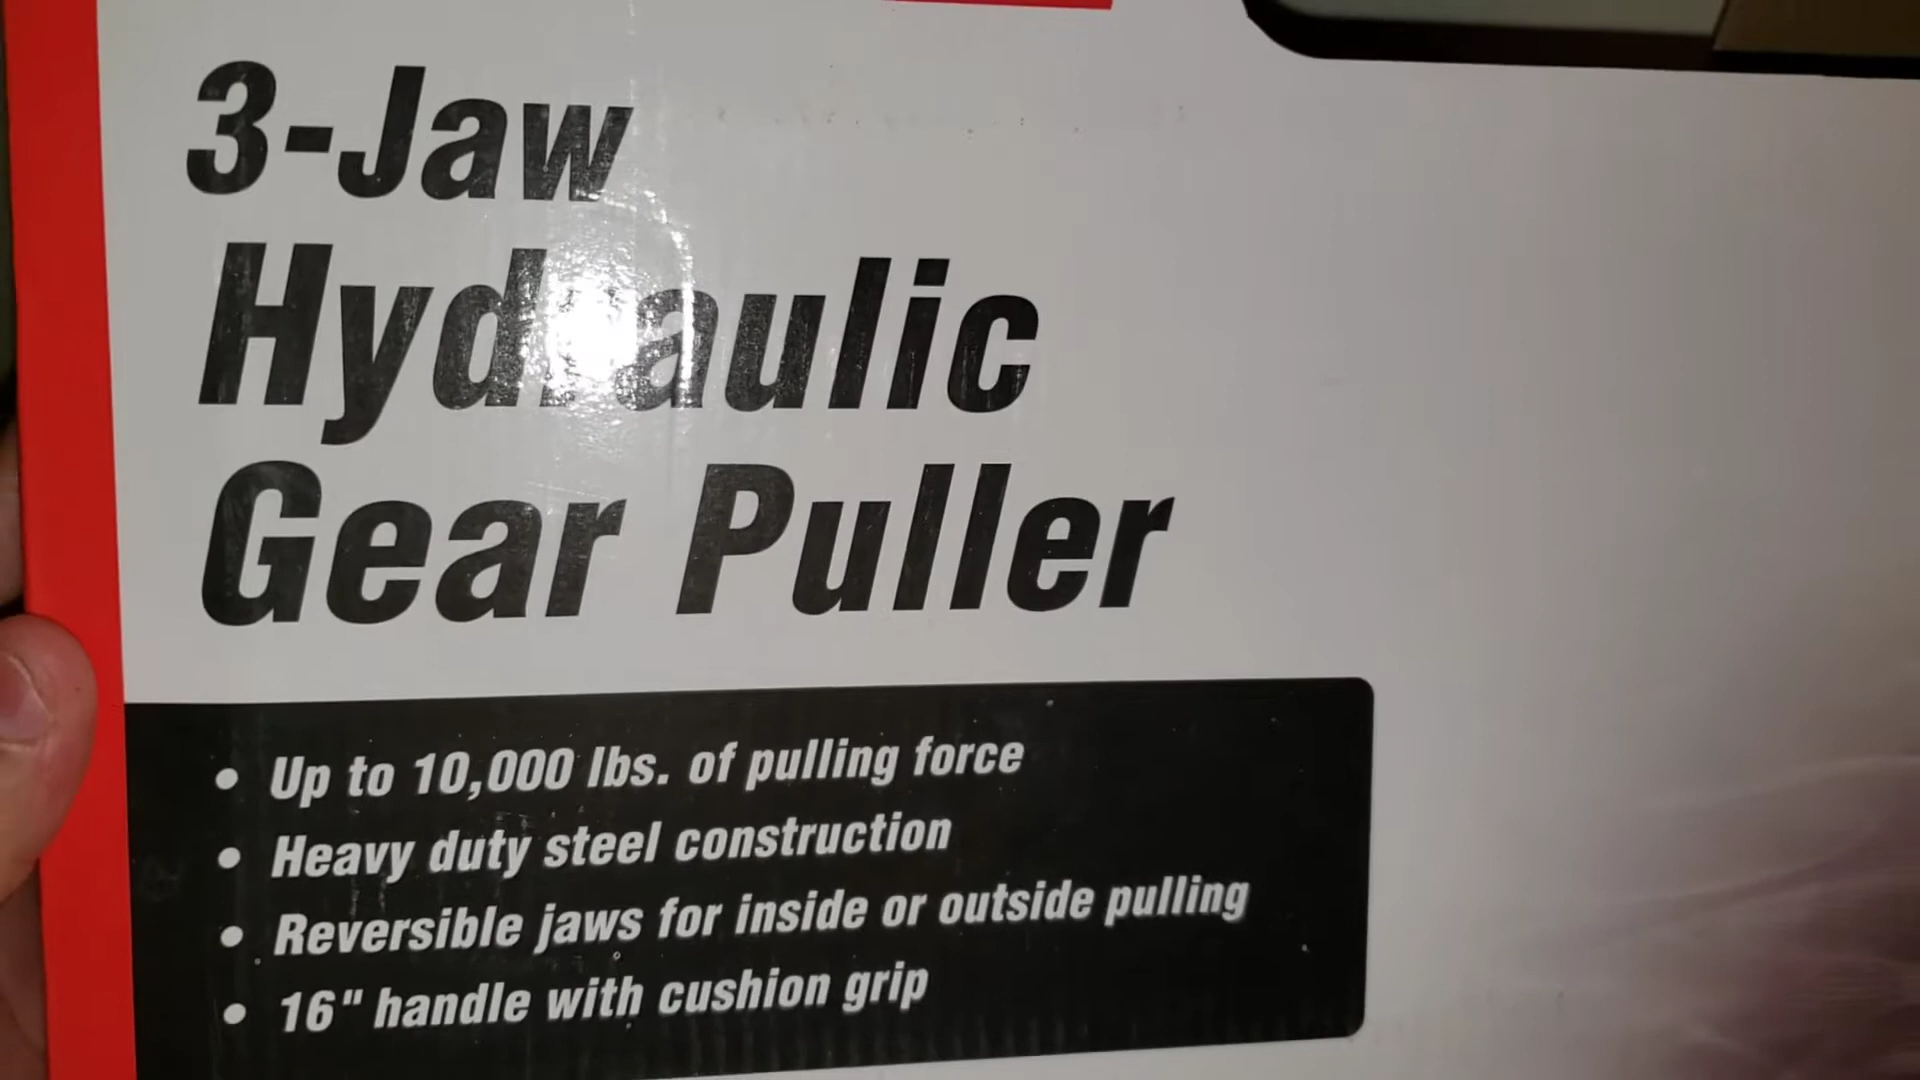 3-Jaw
Hydraulic
Gear Puller
• Up to 10,000 lbs. of pulling force
• Heavy duty steel construction
• Reversible jaws for inside or outside pulling
• 16" handle with cushion grip